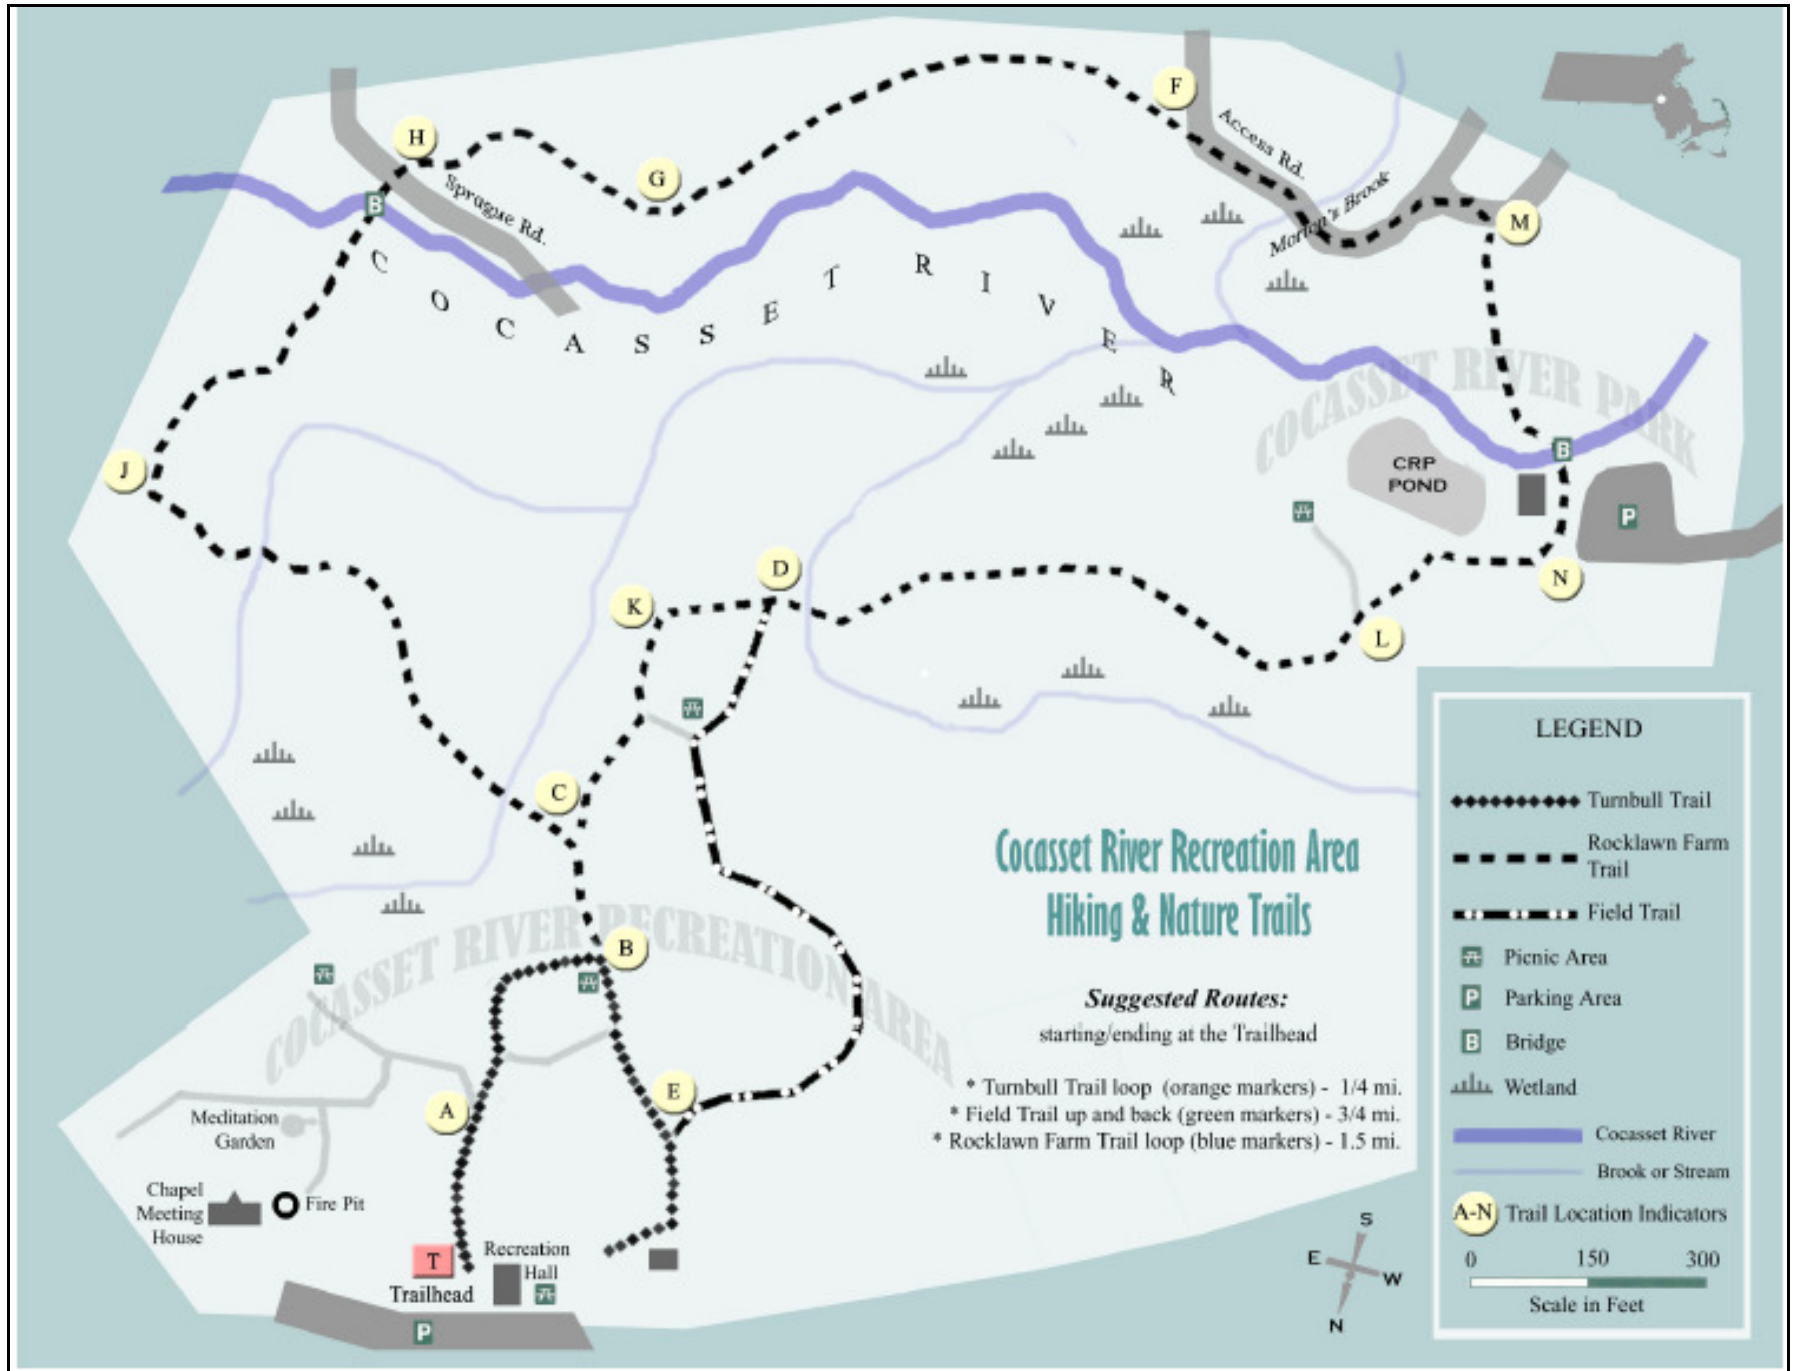 F
H
Access Rd.
G
Sprague Rd.
Morton's Brook
M
B
COCASSET RIVER
COCASSET RIVER PARK
B
J
CRP
POND
P
D
N
K
L
C
LEGEND
Turnbull Trail
Rocklawn Farm
Trail
Field Trail
Picnic Area
P Parking Area
B Bridge
Wetland
Cocasset River
Brook or Stream
A-N Trail Location Indicators
0 150 300
Scale in Feet
Cocasset River Recreation Area
Hiking & Nature Trails
B
COCASSET RIVER RECREATION AREA
Suggested Routes:
starting/ending at the Trailhead
* Turnbull Trail loop (orange markers) - 1/4 mi.
* Field Trail up and back (green markers) - 3/4 mi.
* Rocklawn Farm Trail loop (blue markers) - 1.5 mi.
E
A
Meditation
Garden
Chapel
Meeting
House
Fire Pit
T
Trailhead
Recreation
Hall
P
S
E
W
N